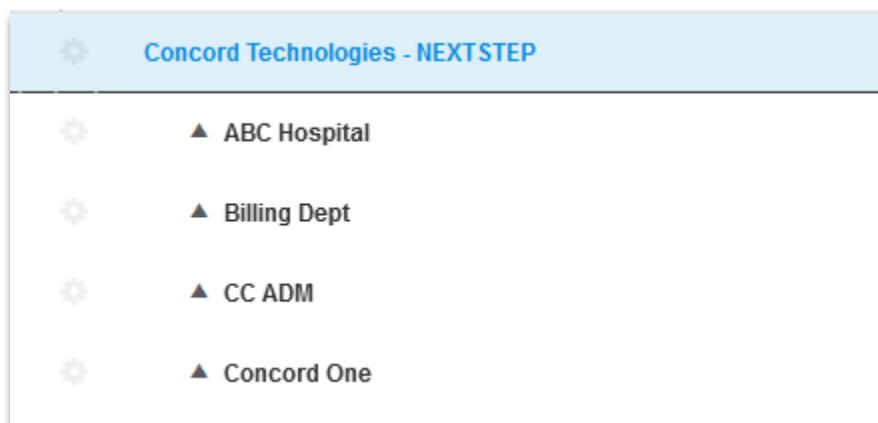 Concord Technologies - NEXTSTEP
ABC Hospital
Billing Dept
CC ADM
Concord One